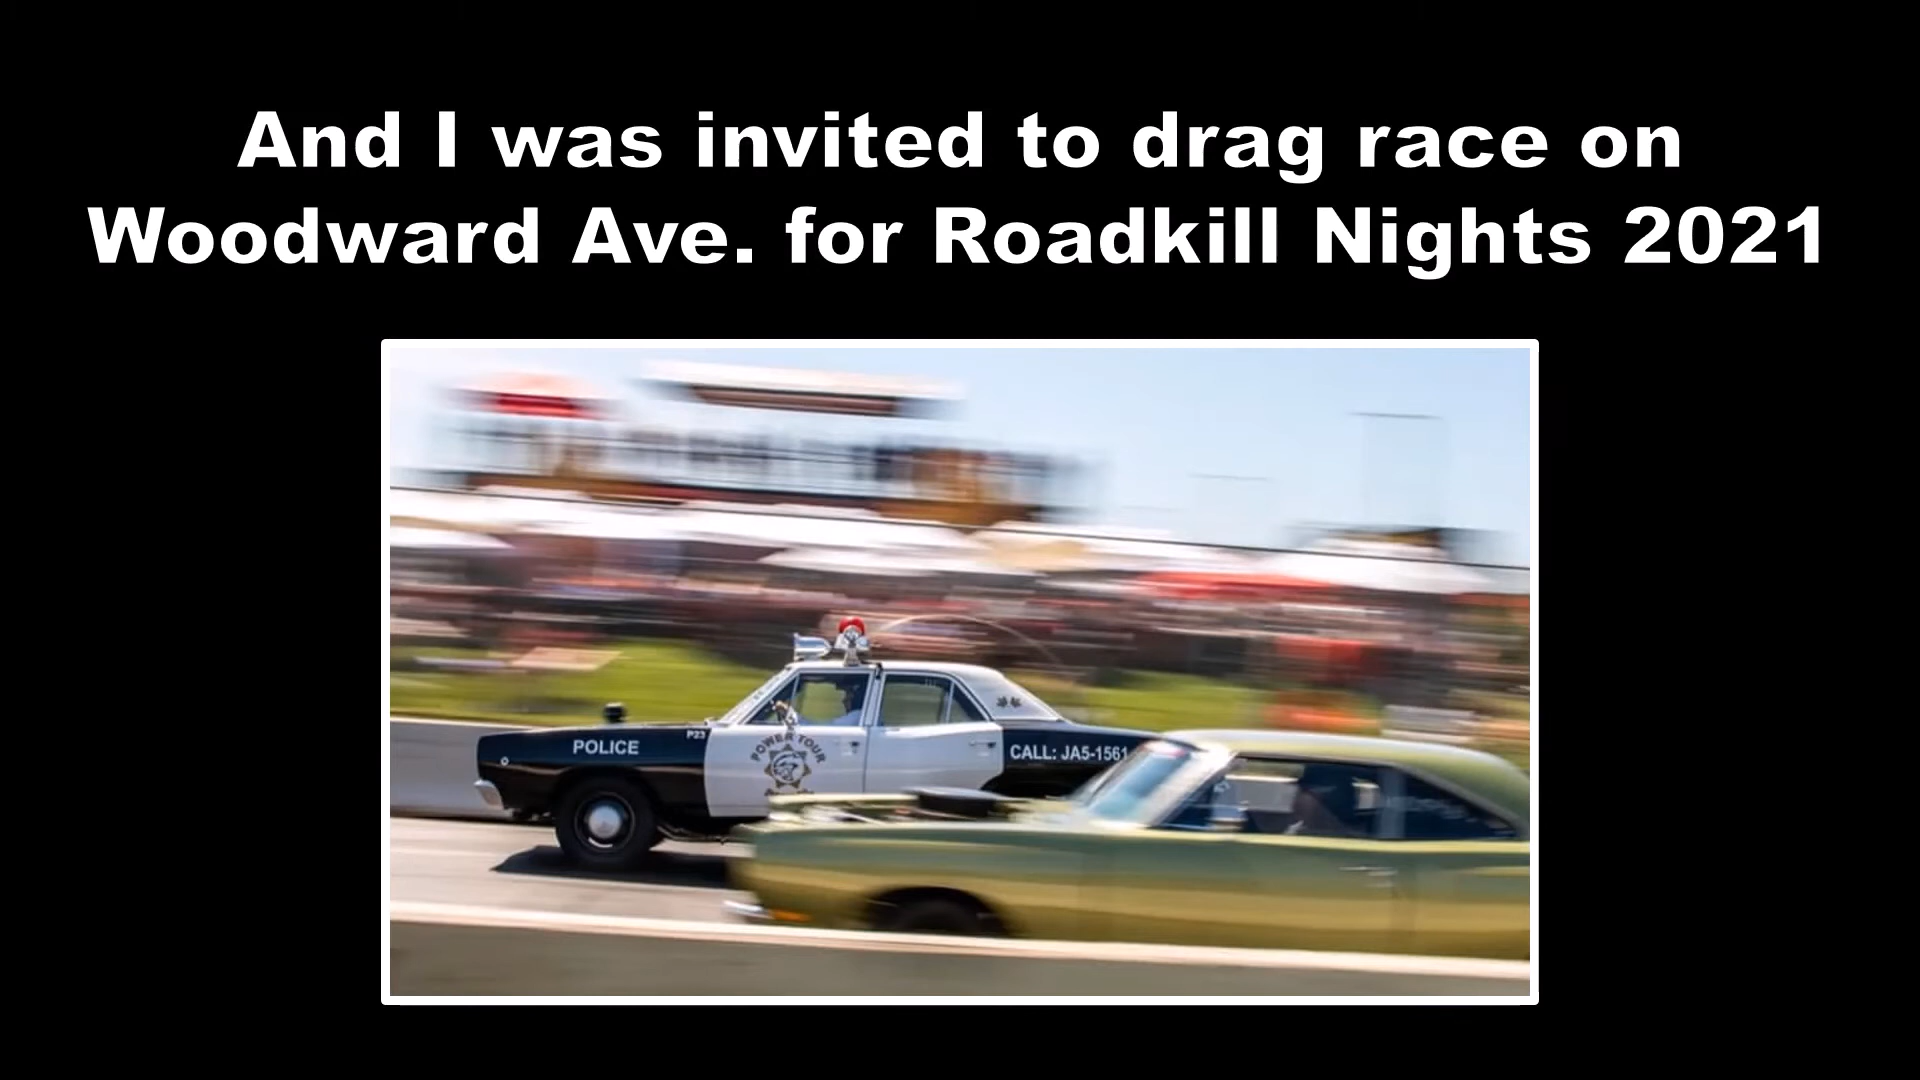 And I was invited to drag race on
Woodward Ave. for Roadkill Nights 2021
P23
POLICE
POWER TOUR
CALL: JA5-1561